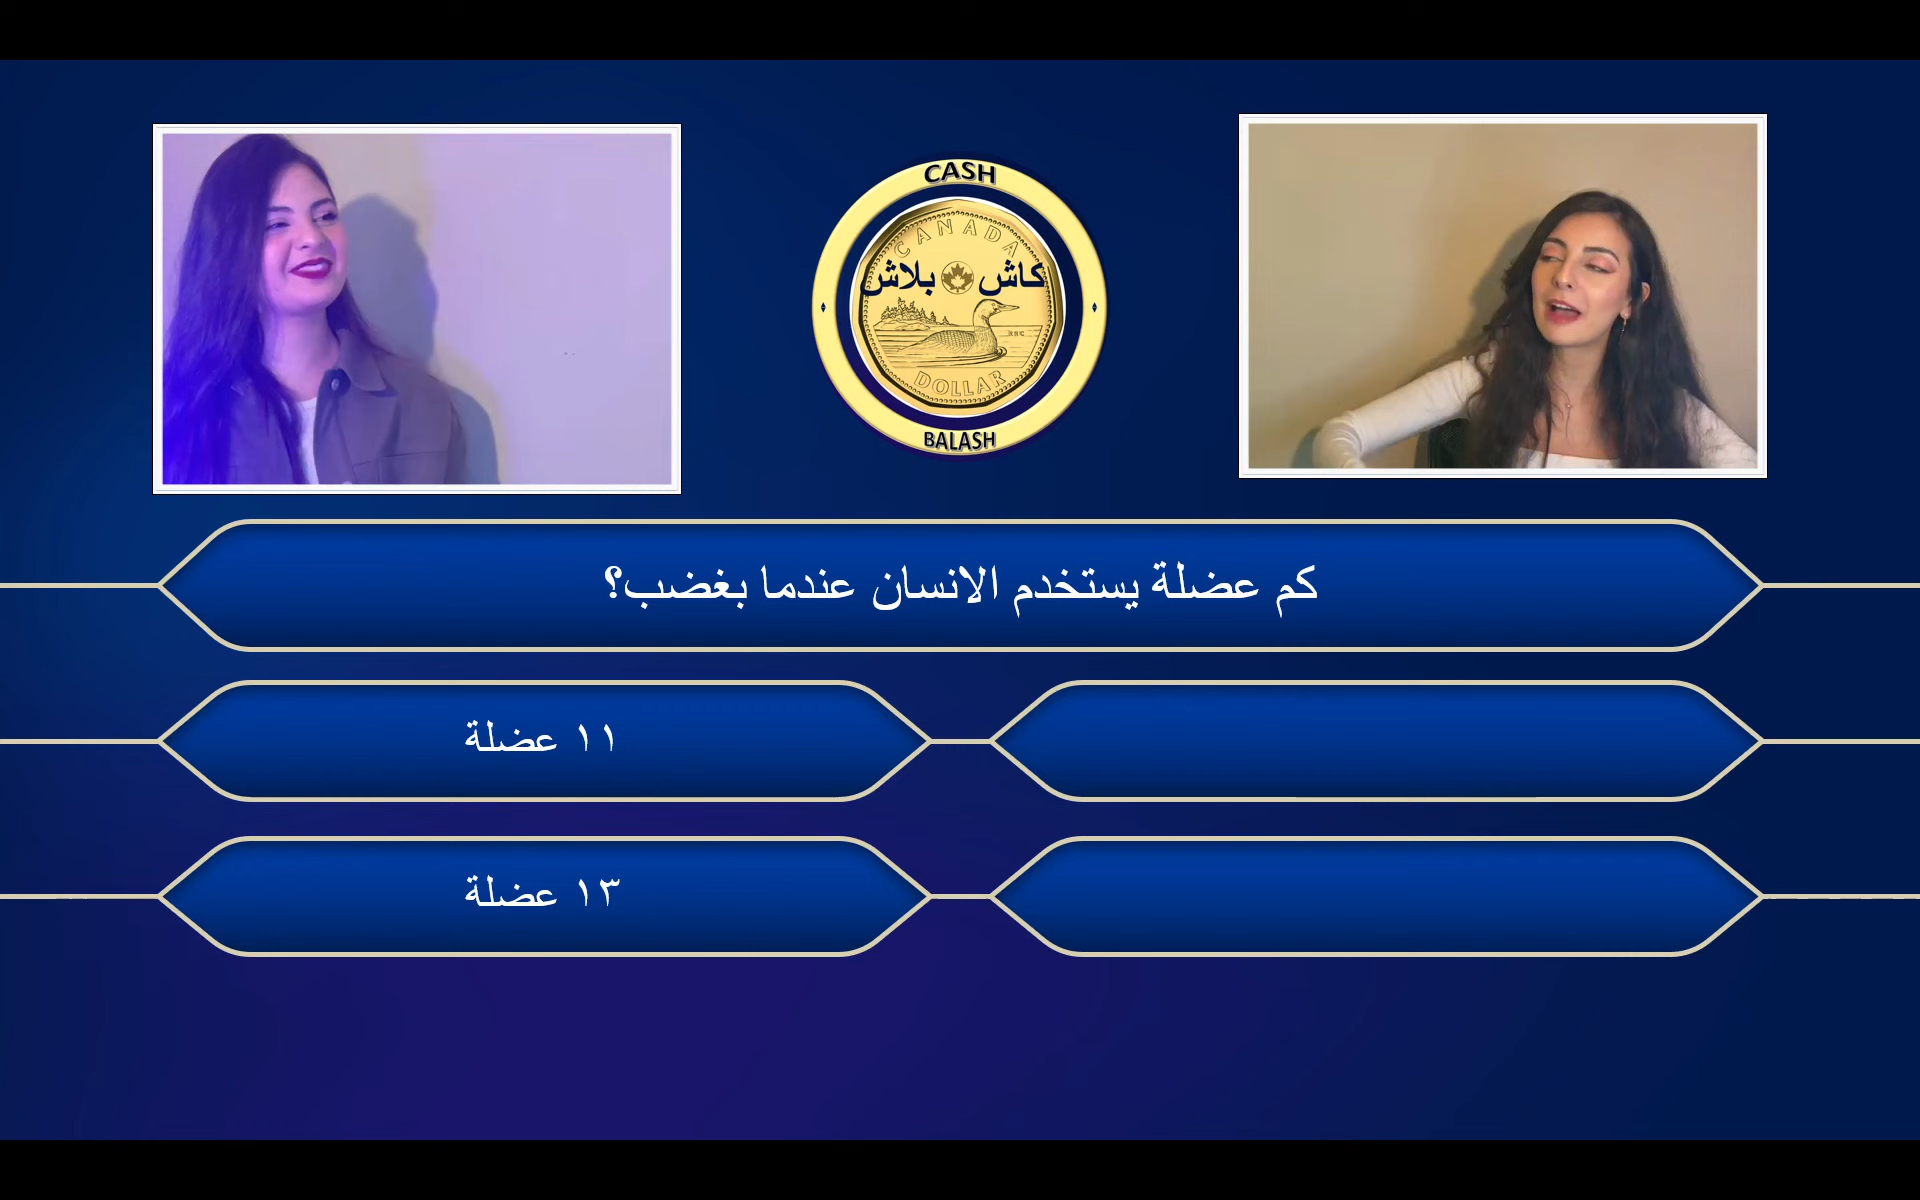 CASH
CANADA
كاش بلاش
DOLLAR
BALASH
كم عضلة يستخدم الانسان عندما بغضب؟
١١ عضلة
١٣ عضلة